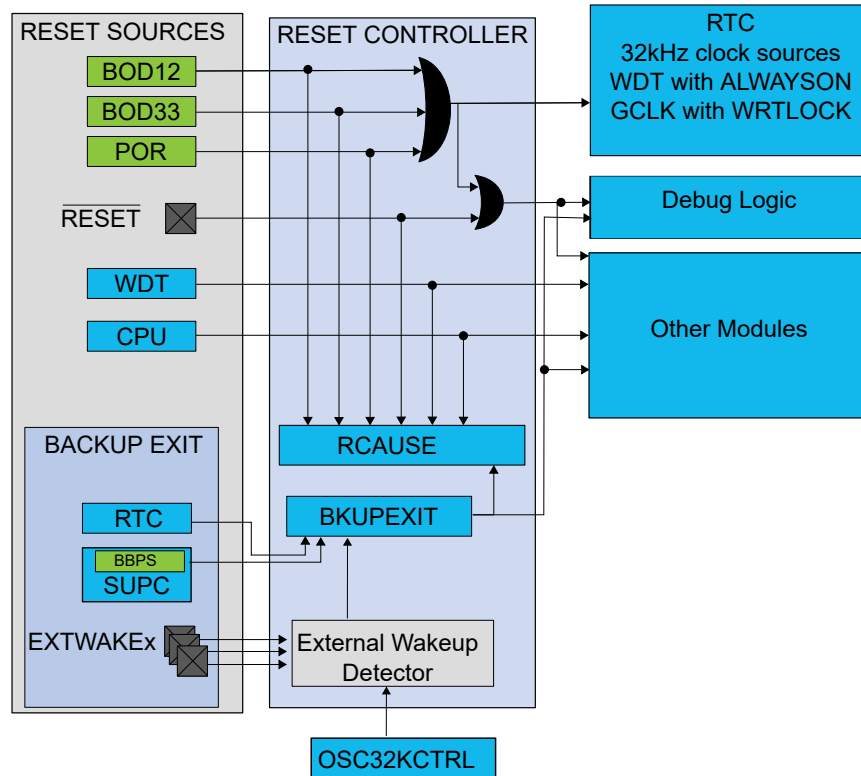 RESET SOURCES
BOD12
BOD33
POR
RESET
WDT
CPU
BACKUP EXIT
RTC
BBPS
SUPC
EXTWAKEx
RESET CONTROLLER
RCAUSE
BKUPEXIT
External Wakeup
Detector
OSC32KCTRL
RTC
32kHz clock sources
WDT with ALWAYSON
GCLK with WRTLOCK
Debug Logic
Other Modules